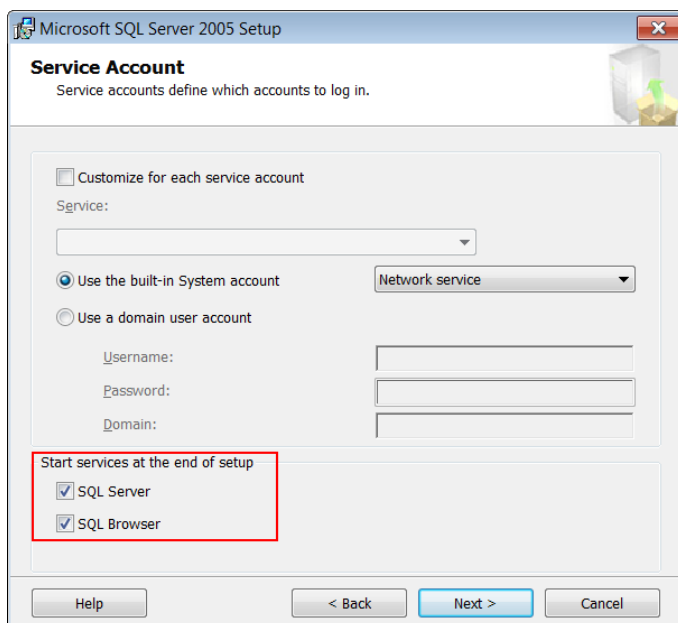 Microsoft SQL Server 2005 Setup
Service Account
Service accounts define which accounts to log in.
Customize for each service account
Service:
Use the built-in System account
Network service
Use a domain user account
Username:
Password:
Domain:
Start services at the end of setup
SQL Server
SQL Browser
Help
< Back
Next >
Cancel